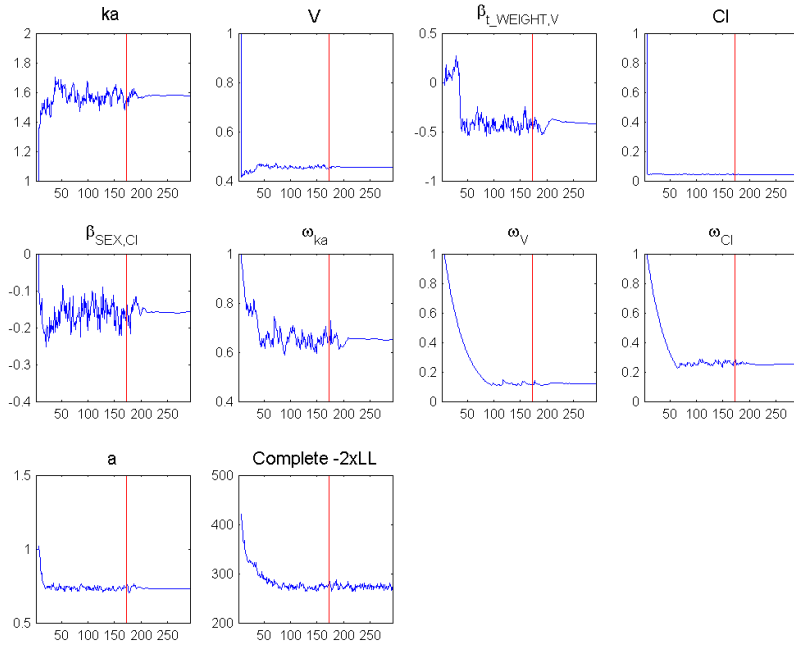 ka V β_t_WEIGHT,V Cl
2 1 0.5 1
1.8 0.8
1.6 0.8 0 0.6
1.4 0.6 0.4
1.2 -0.5 0.2
1 0.4 -1 0
50 100 150 200 250 50 100 150 200 250 50 100 150 200 250 50 100 150 200 250
β_SEX,Cl ω_ka ω_V ω_Cl
0 1 1 1
-0.1 0.8 0.8 0.8
-0.2 0.6 0.6
-0.3 0.6 0.4 0.4
0.2 0.2
-0.4 0.4 0 0
50 100 150 200 250 50 100 150 200 250 50 100 150 200 250 50 100 150 200 250
a Complete -2xLL
1.5 500
400
1
300
0.5 200
50 100 150 200 250 50 100 150 200 250